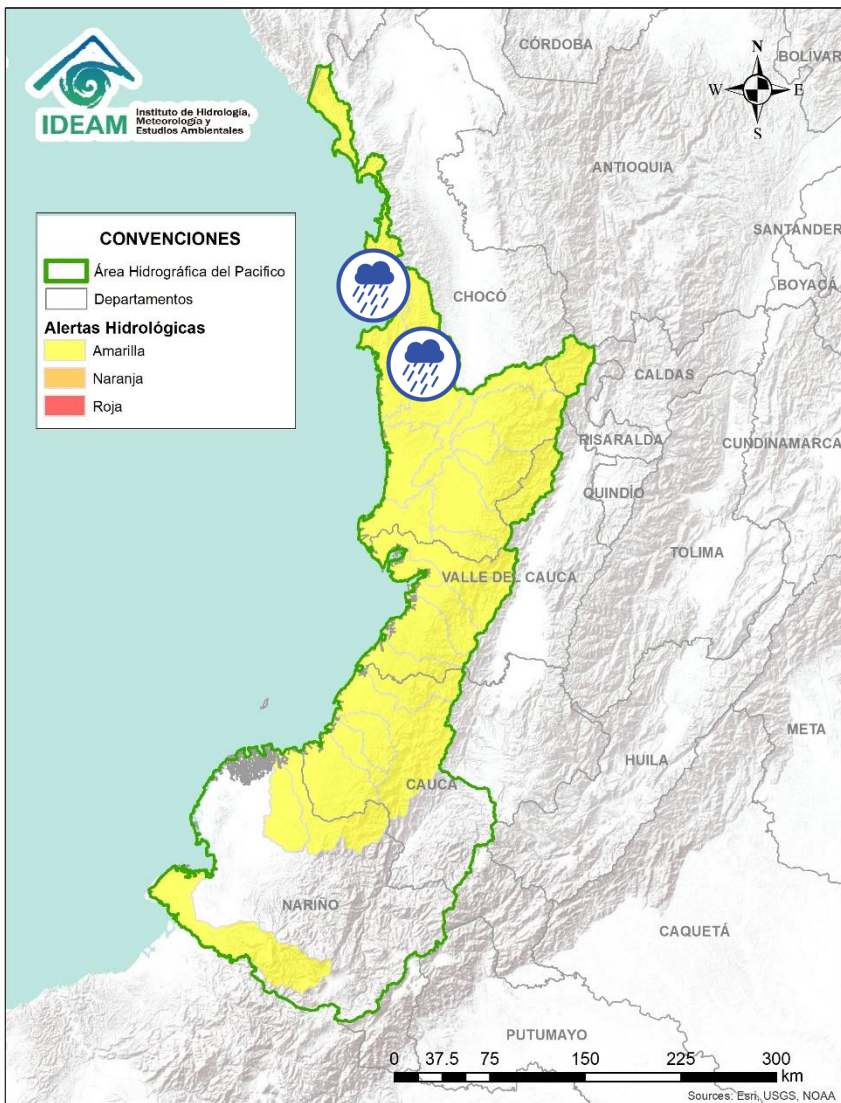 IDEAM
Instituto de Hidrología,
Meteorología y
Estudios Ambientales
CONVENCIONES
Área Hidrográfica del Pacifico
Departamentos
Alertas Hidrológicas
Amarilla
Naranja
Roja
N
W
E
S
CÓRDOBA
BOLÍVAR
ANTIOQUIA
SANTANDER
BOYACÁ
CHOCÓ
CALDAS
RISARALDA
CUNDINAMARCA
QUINDÍO
TOLIMA
VALLE DEL CAUCA
META
HUILA
CAUCA
NARIÑO
CAQUETÁ
PUTUMAYO
0 37.5 75 150 225 300
km
Sources: Esri, USGS, NOAA